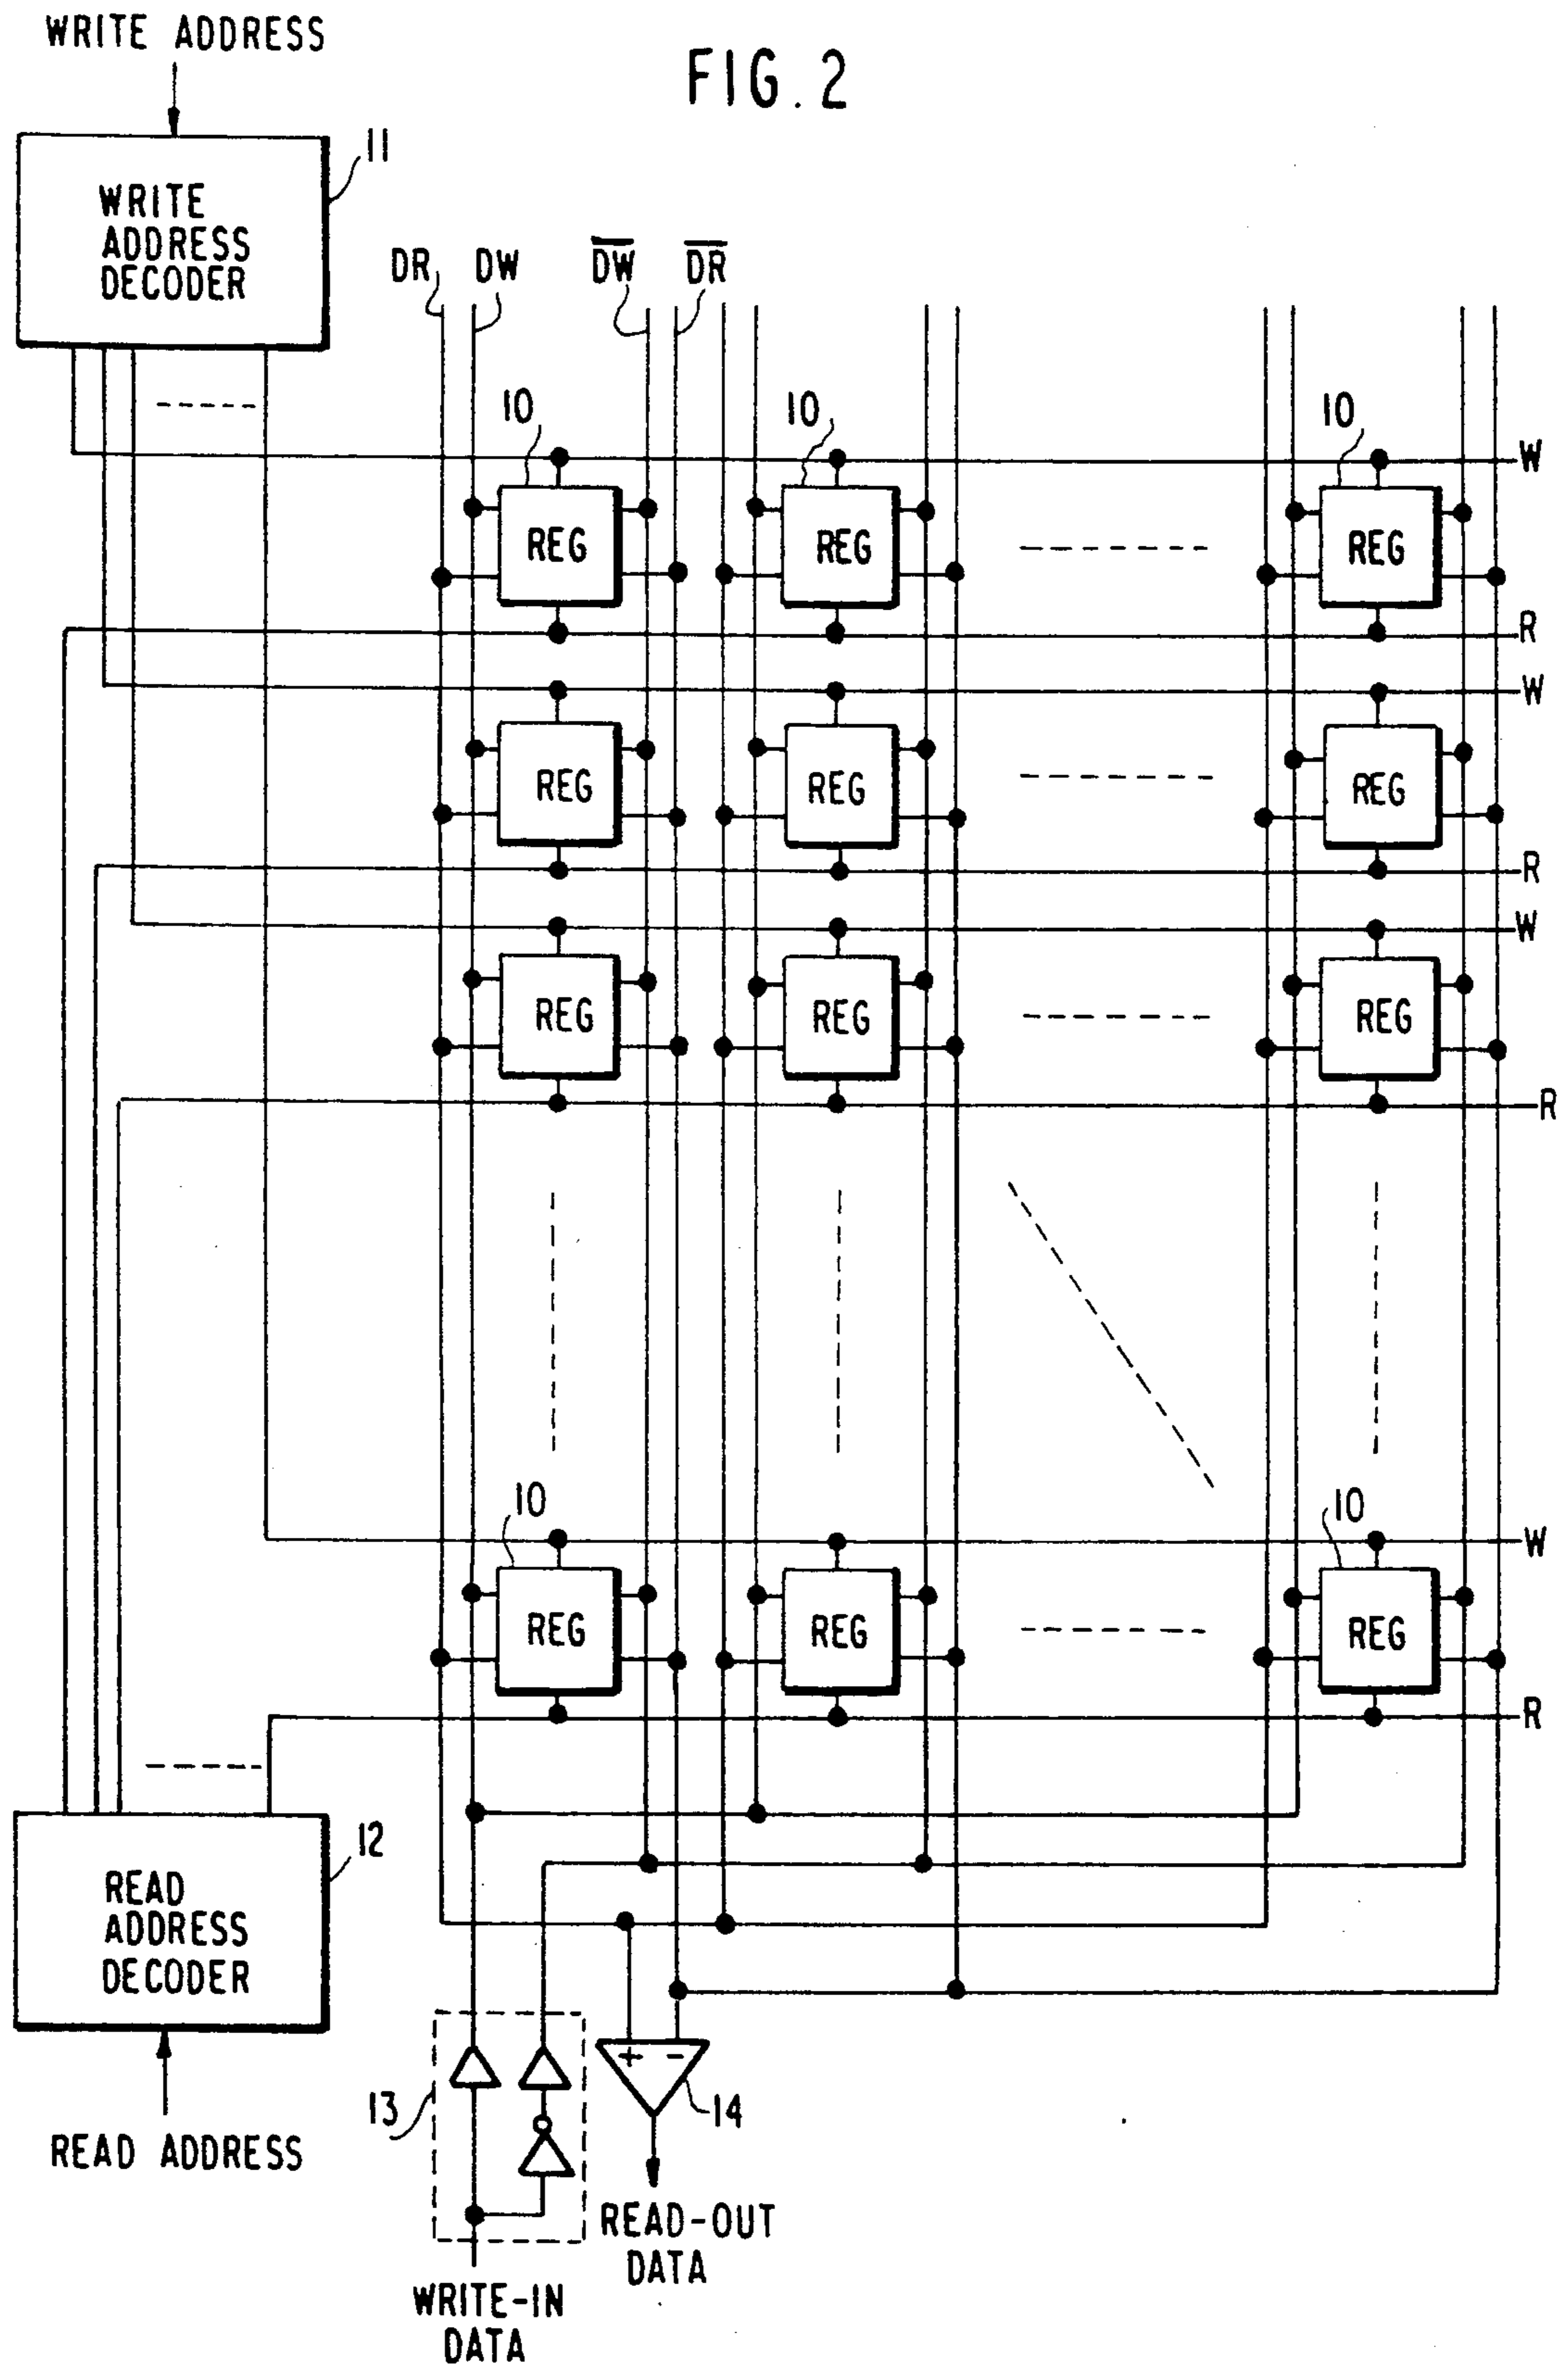 WRITE ADDRESS
FIG. 2
11
WRITE
ADDRESS
DECODER
DR DW D̅W̅ D̅R̅
10 10 10
W
REG REG REG
R
W
REG REG REG
R
W
REG REG REG
R
10 10
W
REG REG REG
R
12
READ
ADDRESS
DECODER
+ -
13
14
READ ADDRESS
READ-OUT
DATA
WRITE-IN
DATA